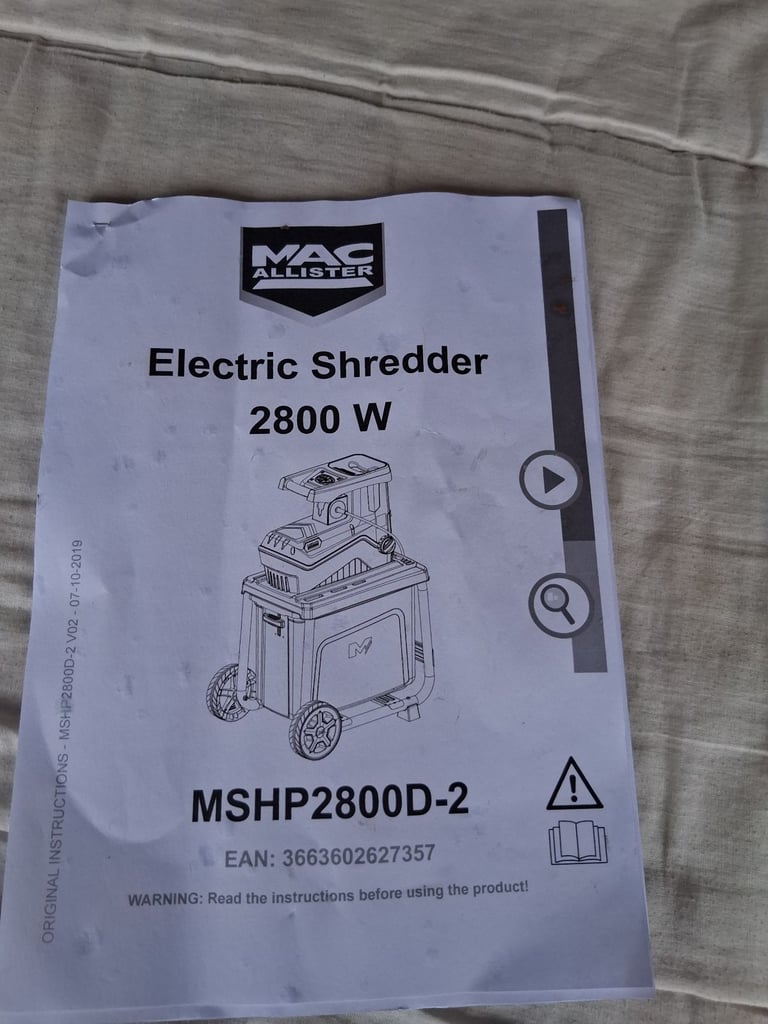 MAC
ALLISTER
Electric Shredder
2800 W
MSHP2800D-2
EAN: 3663602627357
WARNING: Read the instructions before using the product!
ORIGINAL INSTRUCTIONS - MSHP2800D-2 V02 - 07-10-2019